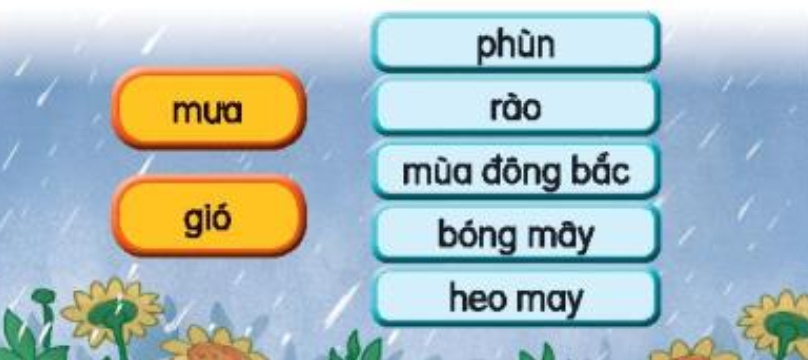 mưa
gió
phùn
rào
mùa đông bắc
bóng mây
heo may